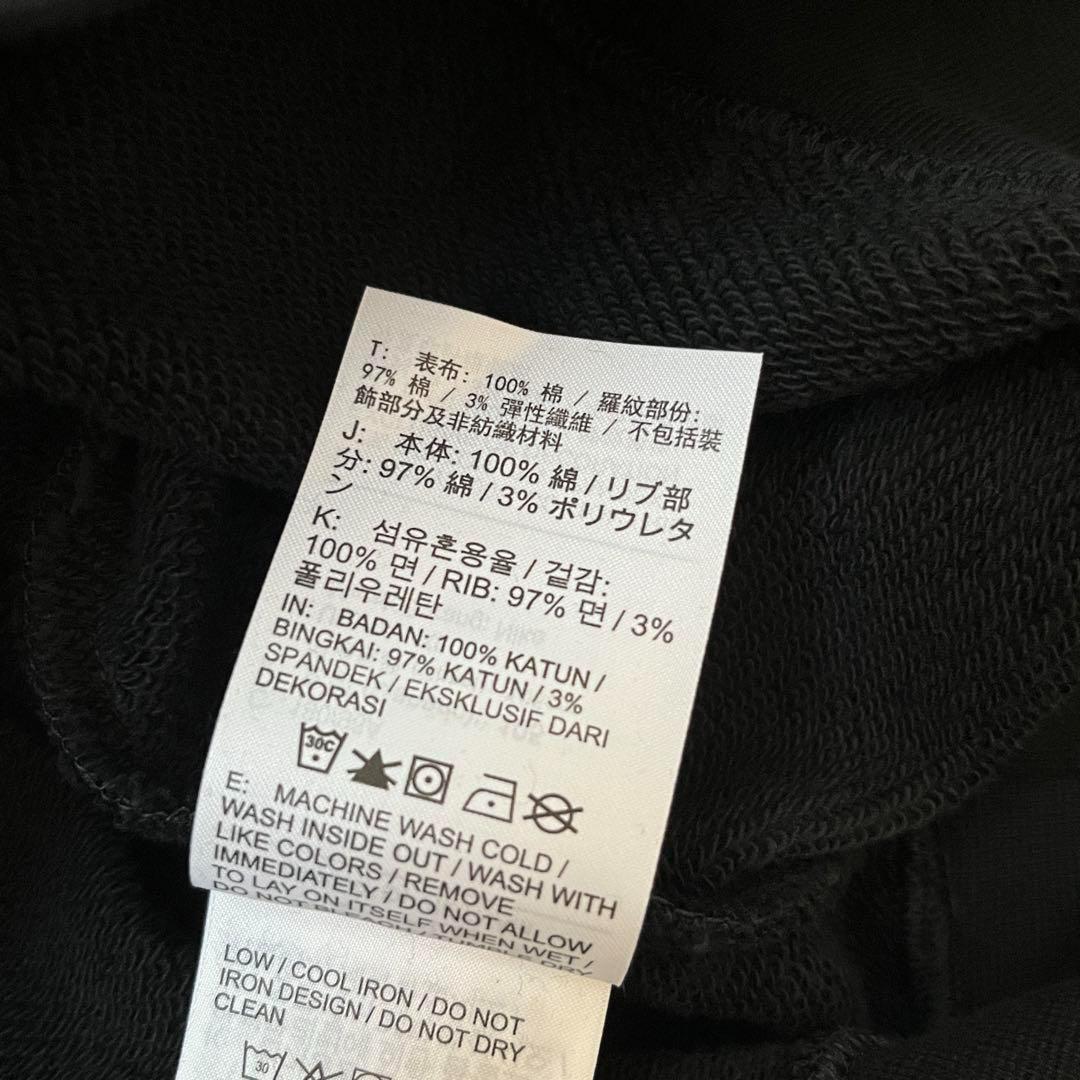 T: 表布: 100% 棉 / 羅紋部份:
97% 棉 / 3% 彈性纖維 / 不包括裝
飾部分及非紡織材料
J: 本体: 100% 綿 / リブ部
分: 97% 綿 / 3% ポリウレタ
ン
K: 섬유혼용율 / 겉감:
100% 면 / RIB: 97% 면 / 3%
폴리우레탄
IN: BADAN: 100% KATUN /
BINGKAI: 97% KATUN / 3%
SPANDEK / EKSKLUSIF DARI
DEKORASI
30C
E: MACHINE WASH COLD /
WASH INSIDE OUT / WASH WITH
LIKE COLORS / REMOVE
IMMEDIATELY / DO NOT ALLOW
TO LAY ON ITSELF WHEN WET /
DO NOT BLEACH / TUMBLE DRY
LOW / COOL IRON / DO NOT
IRON DESIGN / DO NOT DRY
CLEAN
30